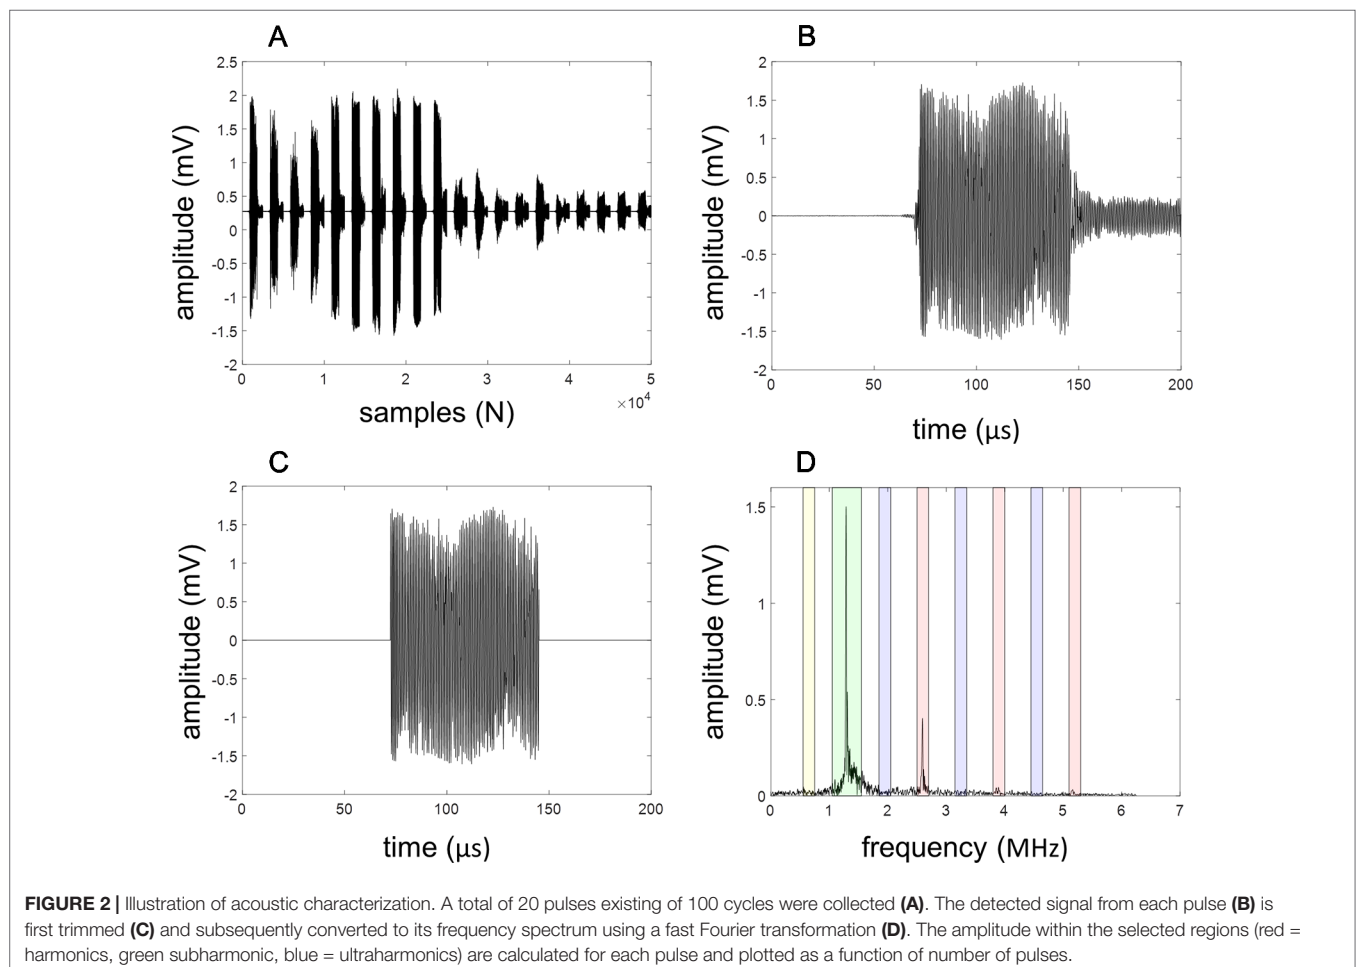 A
2.5
2
1.5
1
0.5
0
-0.5
-1
-1.5
-2
amplitude (mV)
0 1 2 3 4 5
×10⁴
samples (N)
B
2
1.5
1
0.5
0
-0.5
-1
-1.5
-2
amplitude (mV)
0 50 100 150 200
time (µs)
C
2
1.5
1
0.5
0
-0.5
-1
-1.5
-2
amplitude (mV)
0 50 100 150 200
time (µs)
D
1.5
1
0.5
0
amplitude (mV)
0 1 2 3 4 5 6 7
frequency (MHz)
FIGURE 2 | Illustration of acoustic characterization. A total of 20 pulses existing of 100 cycles were collected (A). The detected signal from each pulse (B) is
first trimmed (C) and subsequently converted to its frequency spectrum using a fast Fourier transformation (D). The amplitude within the selected regions (red =
harmonics, green subharmonic, blue = ultraharmonics) are calculated for each pulse and plotted as a function of number of pulses.